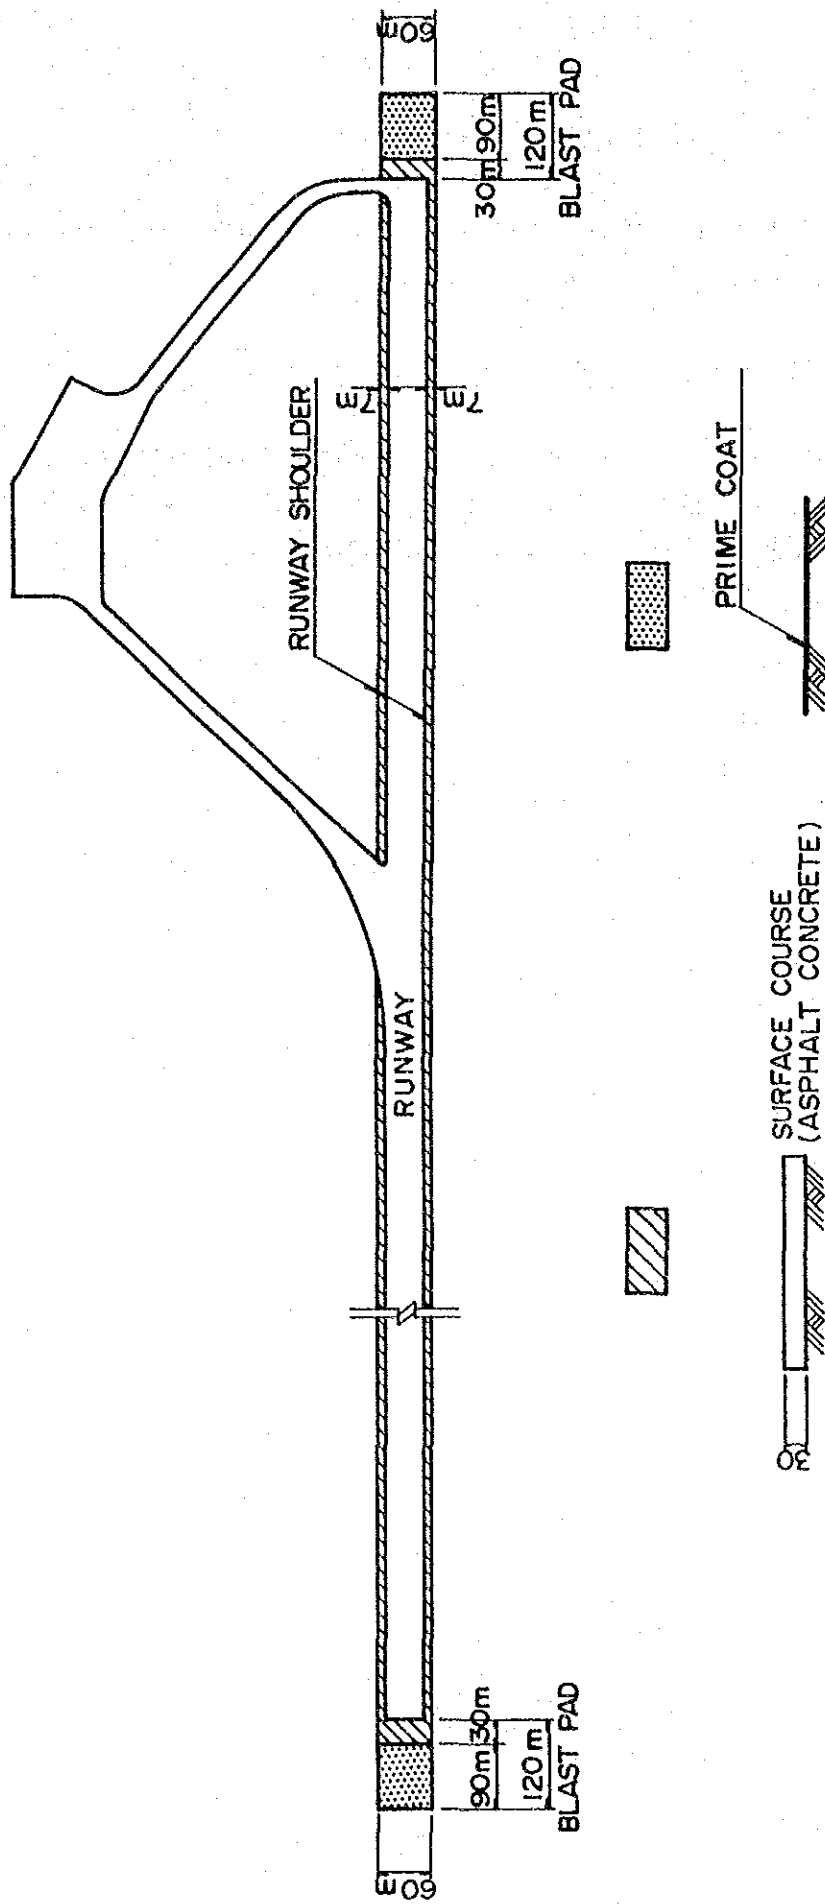 60m
90m
30m
120m
BLAST PAD
7m
7m
RUNWAY SHOULDER
RUNWAY
60m
90m
30m
120m
BLAST PAD
PRIME COAT
SURFACE COURSE
(ASPHALT CONCRETE)
30